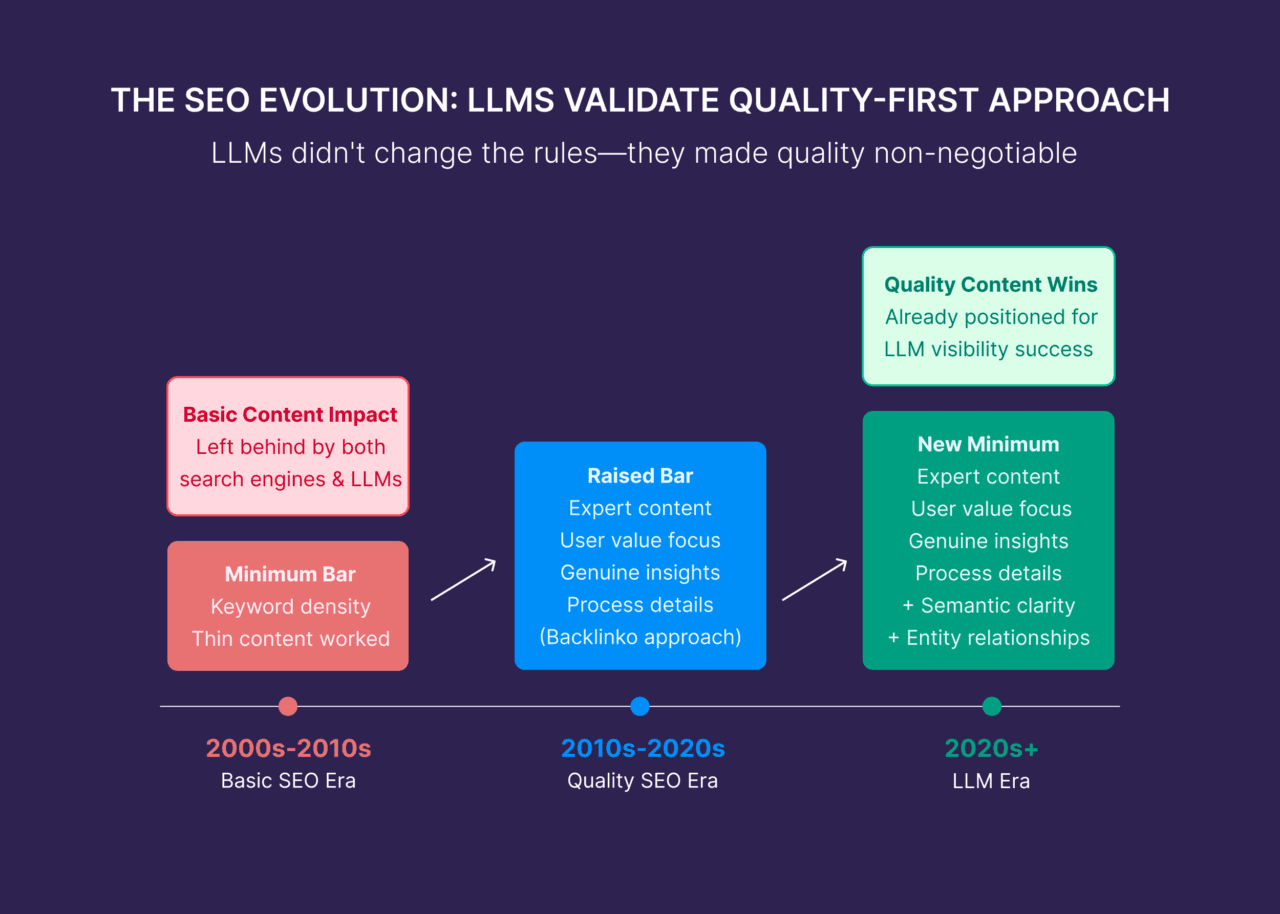 THE SEO EVOLUTION: LLMS VALIDATE QUALITY-FIRST APPROACH
LLMs didn't change the rules—they made quality non-negotiable
Basic Content Impact
Left behind by both
search engines & LLMs
Minimum Bar
Keyword density
Thin content worked
Raised Bar
Expert content
User value focus
Genuine insights
Process details
(Backlinko approach)
Quality Content Wins
Already positioned for
LLM visibility success
New Minimum
Expert content
User value focus
Genuine insights
Process details
+ Semantic clarity
+ Entity relationships
2000s-2010s
Basic SEO Era
2010s-2020s
Quality SEO Era
2020s+
LLM Era